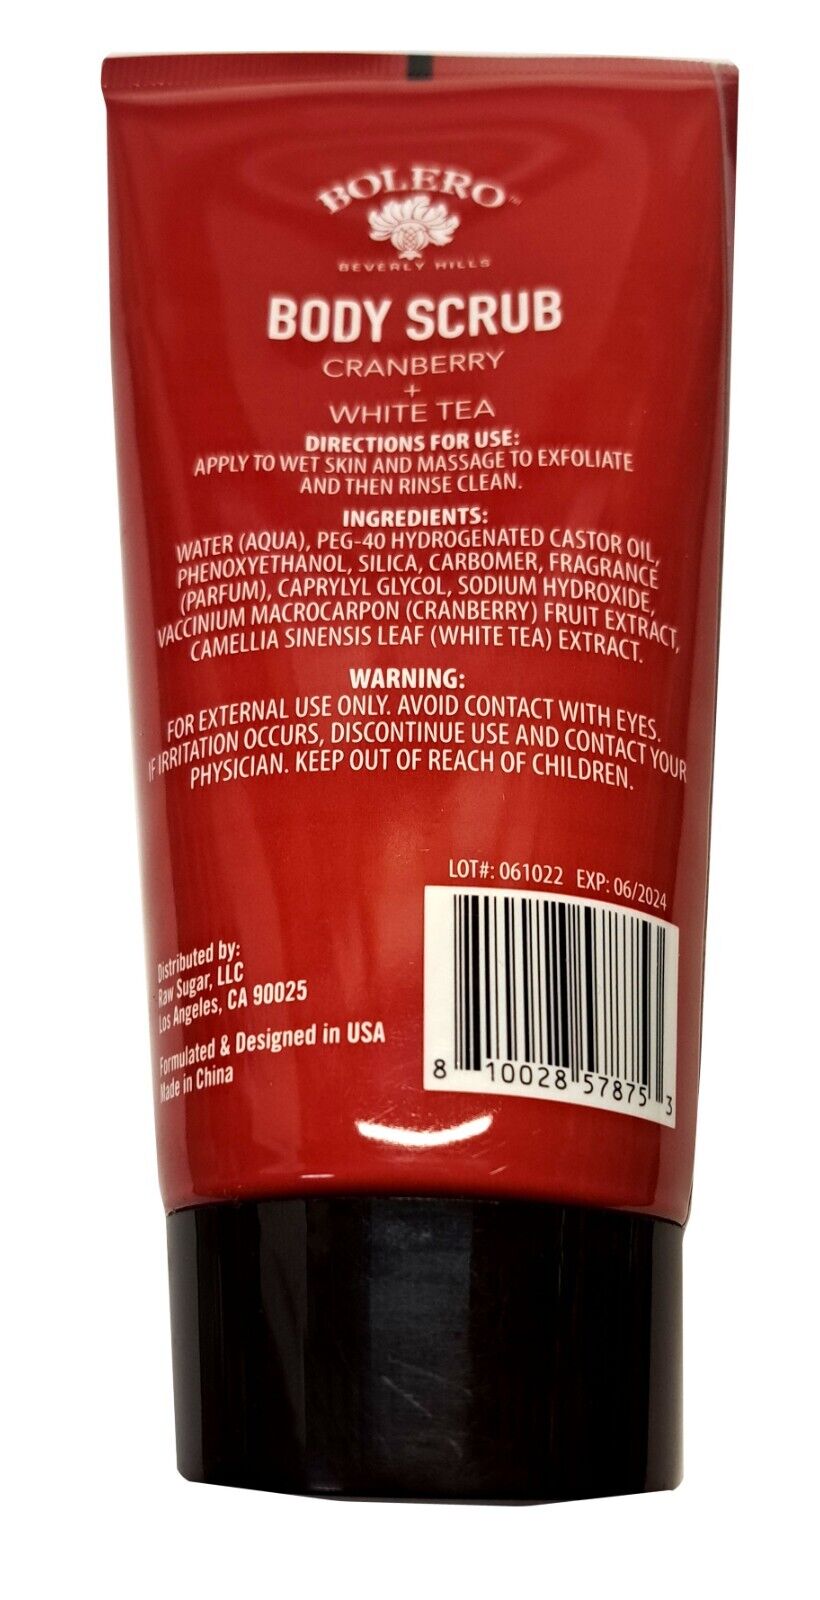 BOLERO™
BEVERLY HILLS
BODY SCRUB
CRANBERRY
+
WHITE TEA
DIRECTIONS FOR USE:
APPLY TO WET SKIN AND MASSAGE TO EXFOLIATE
AND THEN RINSE CLEAN.
INGREDIENTS:
WATER (AQUA), PEG-40 HYDROGENATED CASTOR OIL,
PHENOXYETHANOL, SILICA, CARBOMER, FRAGRANCE
(PARFUM), CAPRYLYL GLYCOL, SODIUM HYDROXIDE,
VACCINIUM MACROCARPON (CRANBERRY) FRUIT EXTRACT,
CAMELLIA SINENSIS LEAF (WHITE TEA) EXTRACT.
WARNING:
FOR EXTERNAL USE ONLY. AVOID CONTACT WITH EYES.
IF IRRITATION OCCURS, DISCONTINUE USE AND CONTACT YOUR
PHYSICIAN. KEEP OUT OF REACH OF CHILDREN.
LOT#: 061022 EXP: 06/2024
Distributed by:
Raw Sugar, LLC
Los Angeles, CA 90025
Formulated & Designed in USA
Made in China
8 10028 57875 3